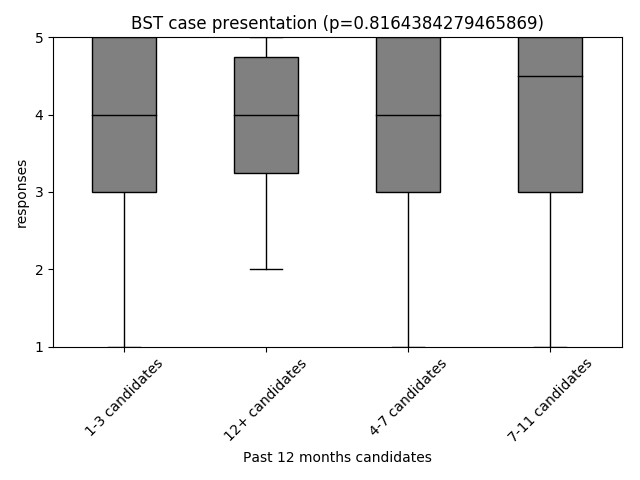 BST case presentation (p=0.8164384279465869)
5
4
3
2
1
responses
1-3 candidates
12+ candidates
4-7 candidates
7-11 candidates
Past 12 months candidates